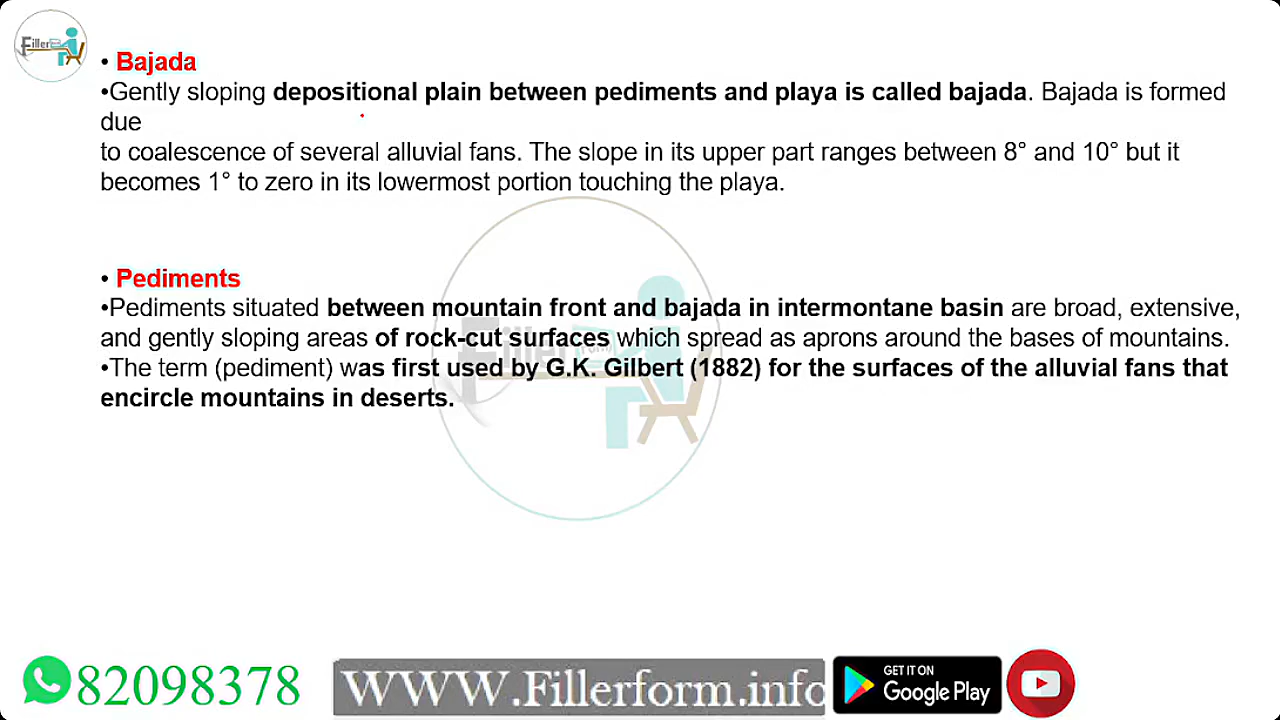 Fillerform
• Bajada
•Gently sloping depositional plain between pediments and playa is called bajada. Bajada is formed
due
to coalescence of several alluvial fans. The slope in its upper part ranges between 8° and 10° but it
becomes 1° to zero in its lowermost portion touching the playa.
• Pediments
•Pediments situated between mountain front and bajada in intermontane basin are broad, extensive,
and gently sloping areas of rock-cut surfaces which spread as aprons around the bases of mountains.
•The term (pediment) was first used by G.K. Gilbert (1882) for the surfaces of the alluvial fans that
encircle mountains in deserts.
82098378
WWW.Fillerform.info
GET IT ON
Google Play